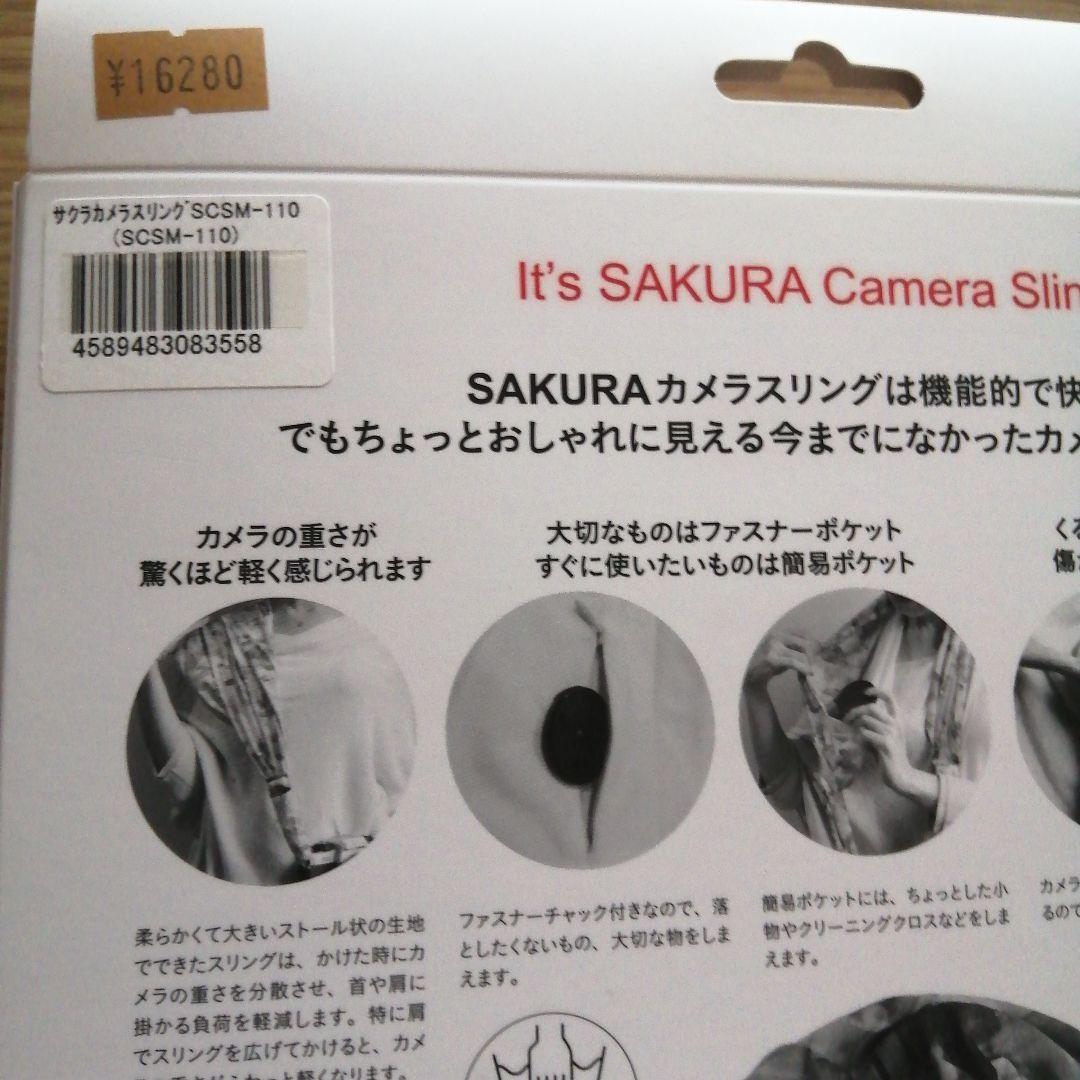 ¥16280
ｻｸﾗｶﾒﾗｽﾘﾝｸﾞSCSM-110
(SCSM-110)
4589483083558
It's SAKURA Camera Slin
SAKURAカメラスリングは機能的で快
でもちょっとおしゃれに見える今までになかったカメ
カメラの重さが
驚くほど軽く感じられます
大切なものはファスナーポケット
すぐに使いたいものは簡易ポケット
くる
傷
柔らかくて大きいストール状の生地
でできたスリングは、かけた時にカ
メラの重さを分散させ、首や肩に
掛かる負荷を軽減します。特に肩
でスリングを広げてかけると、カメ
ファスナーチャック付きなので、落
としたくないもの、大切な物をしま
えます。
簡易ポケットには、ちょっとした小
物やクリーニングクロスなどをしま
えます。
カメラ
るので